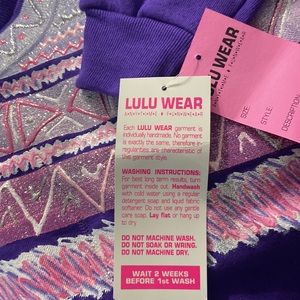 LULU WEAR
Each LULU WEAR garment is
individually handmade. No garment
is exactly the same, therefore ir-
regularities are characteristic of
this garment style.
WASHING INSTRUCTIONS:
For best long term results, turn
garment inside out. Handwash
with cold water using a regular
detergent soap and liquid fabric
softener. Do not use any gentle
care soap. Lay flat or hang up
to dry.
DO NOT MACHINE WASH.
DO NOT SOAK OR WRING.
DO NOT MACHINE DRY.
WAIT 2 WEEKS
BEFORE 1st WASH
LULU WEAR
SIZE:
STYLE:
DESCRIPTION: